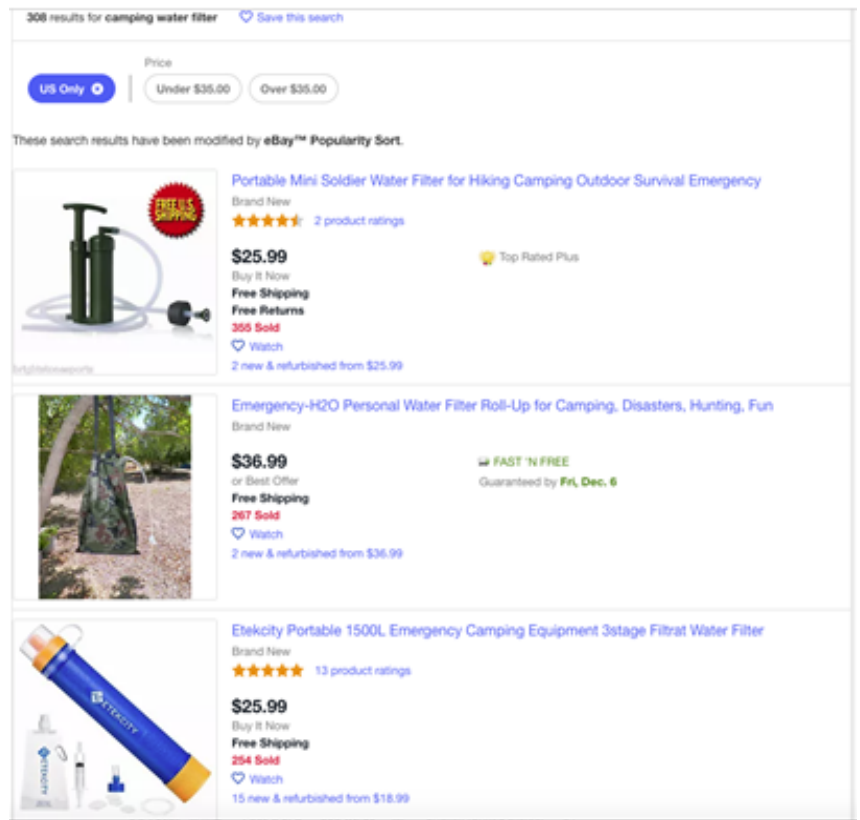 308 results for camping water filter Save this search
Price
US Only Under $35.00 Over $35.00
These search results have been modified by eBay™ Popularity Sort.
Portable Mini Soldier Water Filter for Hiking Camping Outdoor Survival Emergency
Brand New
2 product ratings
FREE U.S. SHIPPING
$25.99 Top Rated Plus
Buy It Now
Free Shipping
Free Returns
355 Sold
Watch
2 new & refurbished from $25.99
Emergency-H2O Personal Water Filter Roll-Up for Camping, Disasters, Hunting, Fun
Brand New
$36.99 FAST 'N FREE
or Best Offer Guaranteed by Fri, Dec. 6
Free Shipping
267 Sold
Watch
2 new & refurbished from $36.99
Etekcity Portable 1500L Emergency Camping Equipment 3stage Filtrat Water Filter
Brand New
13 product ratings
ETEKCITY
ETEKCITY
$25.99
Buy It Now
Free Shipping
254 Sold
Watch
15 new & refurbished from $18.99